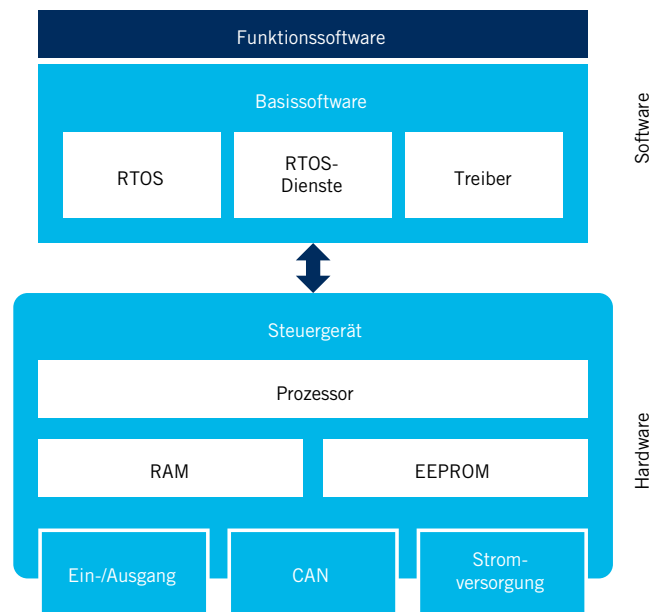 Funktionssoftware
Basissoftware
RTOS
RTOS-
Dienste
Treiber
Software
Steuergerät
Prozessor
RAM
EEPROM
Hardware
Ein-/Ausgang
CAN
Strom-
versorgung